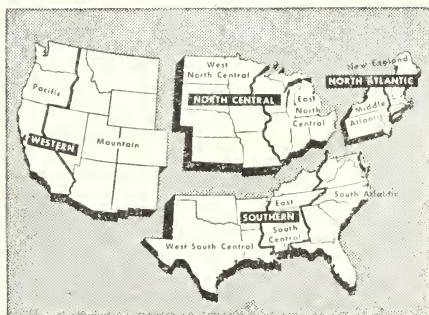 Pacific
WESTERN
Mountain
West
North Central
NORTH CENTRAL
East
North
Central
New England
NORTH ATLANTIC
Middle
Atlantic
East
SOUTHERN
South
Central
South Atlantic
West South Central